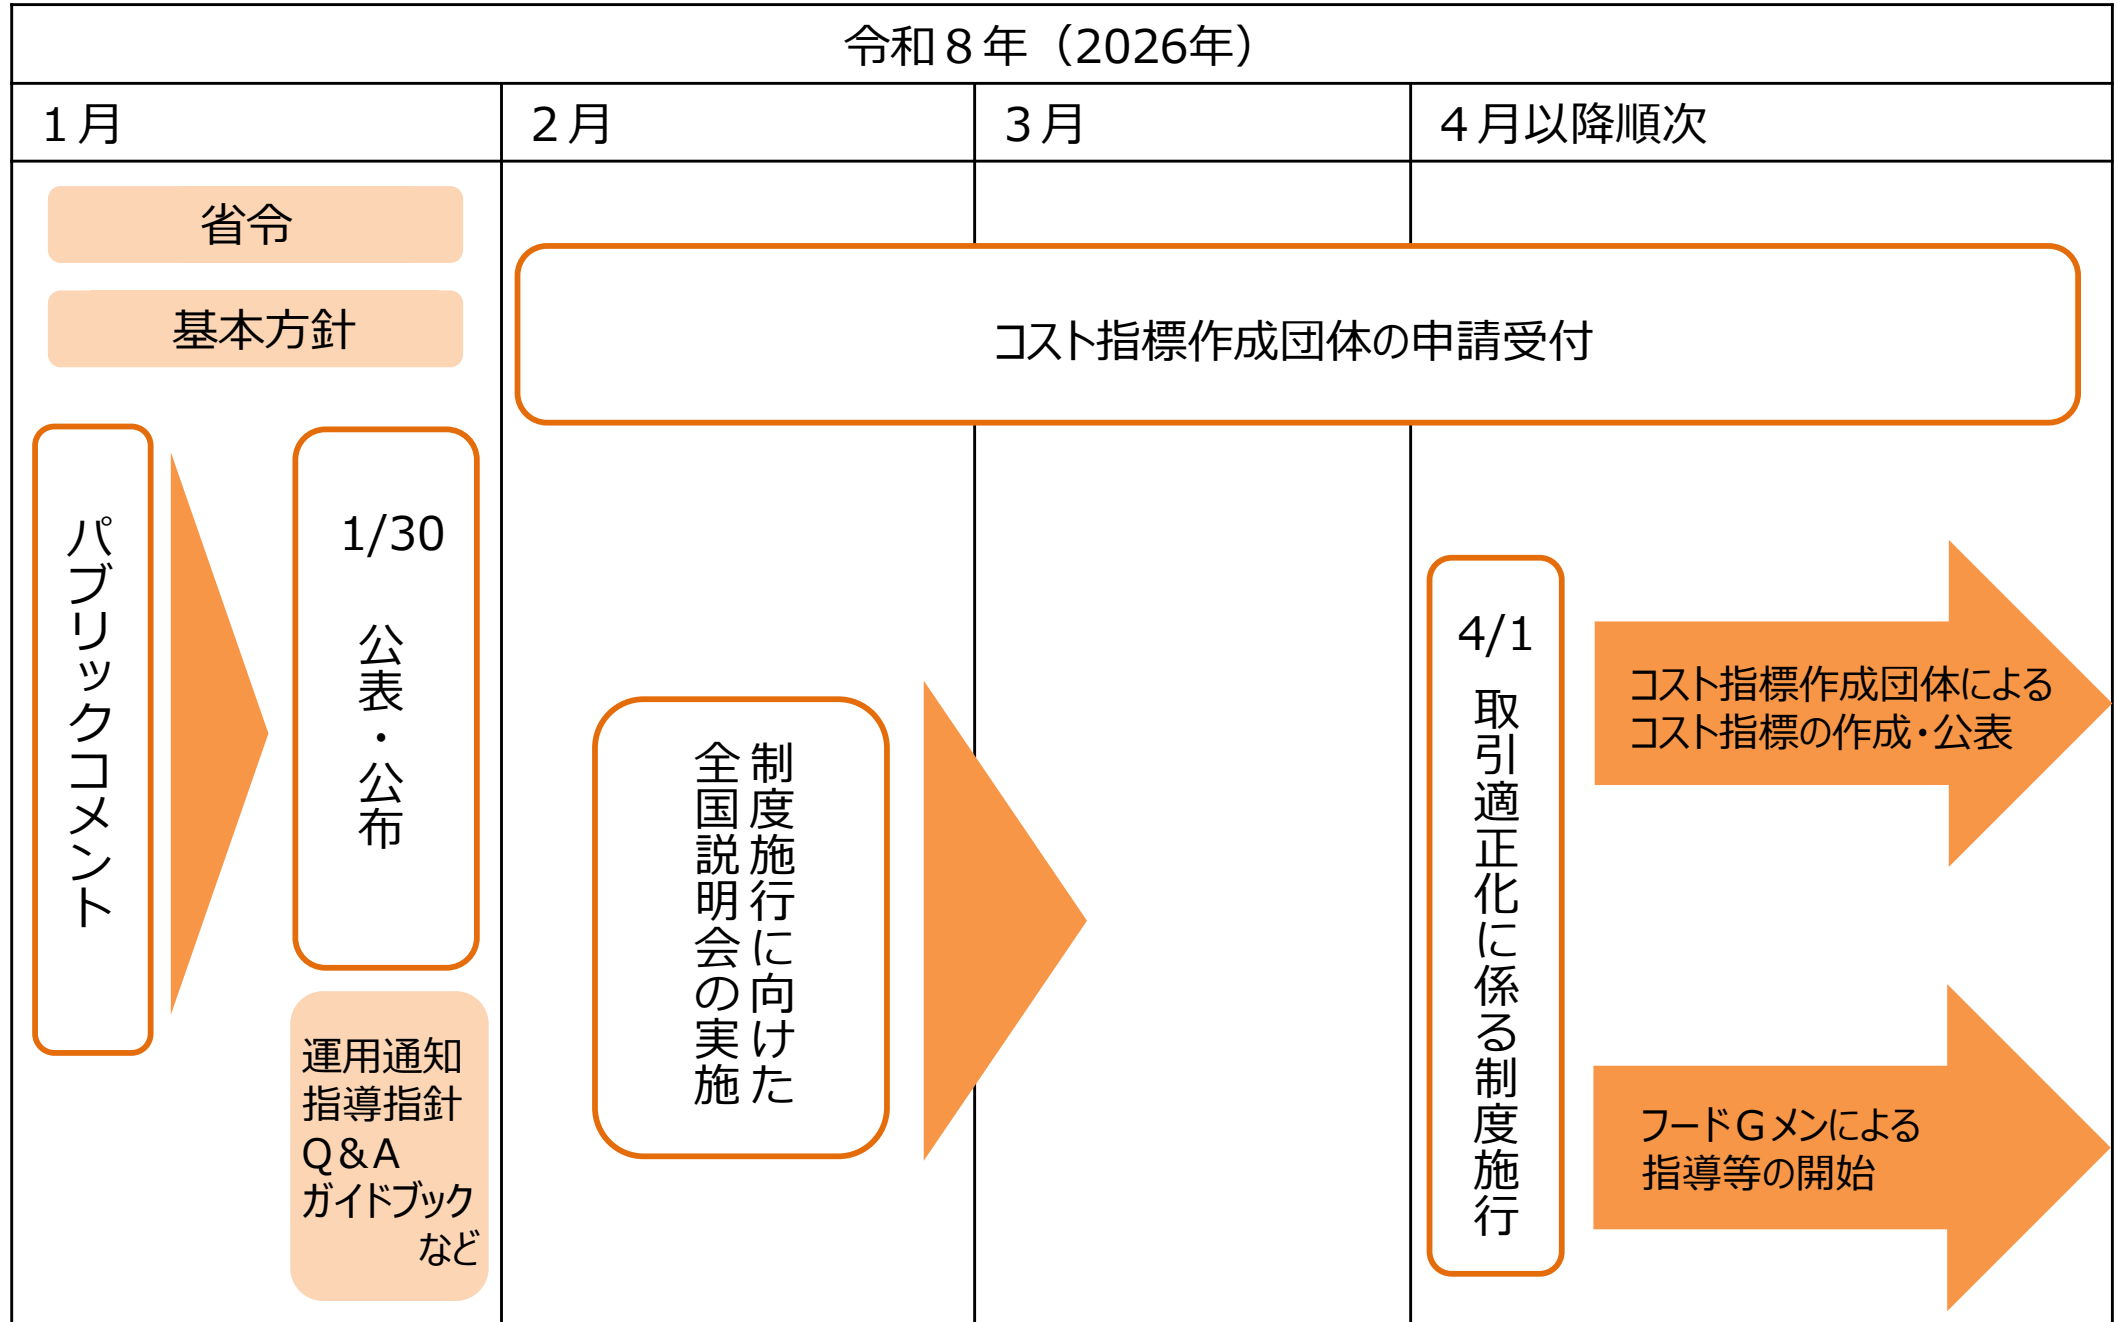 令和８年（2026年）
１月
２月
３月
４月以降順次
省令
基本方針
コスト指標作成団体の申請受付
パブリックコメント
1/30
公表・公布
運用通知
指導指針
Ｑ＆Ａ
ガイドブック
など
制度施行に向けた
全国説明会の実施
4/1
取引適正化に係る制度施行
コスト指標作成団体による
コスト指標の作成・公表
フードＧメンによる
指導等の開始